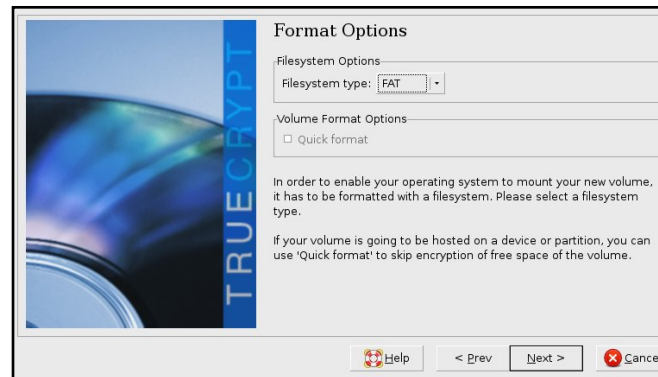 TRUECRYPT
Format Options
Filesystem Options
Filesystem type: FAT
Volume Format Options
Quick format
In order to enable your operating system to mount your new volume,
it has to be formatted with a filesystem. Please select a filesystem
type.
If your volume is going to be hosted on a device or partition, you can
use 'Quick format' to skip encryption of free space of the volume.
Help
< Prev
Next >
Cance